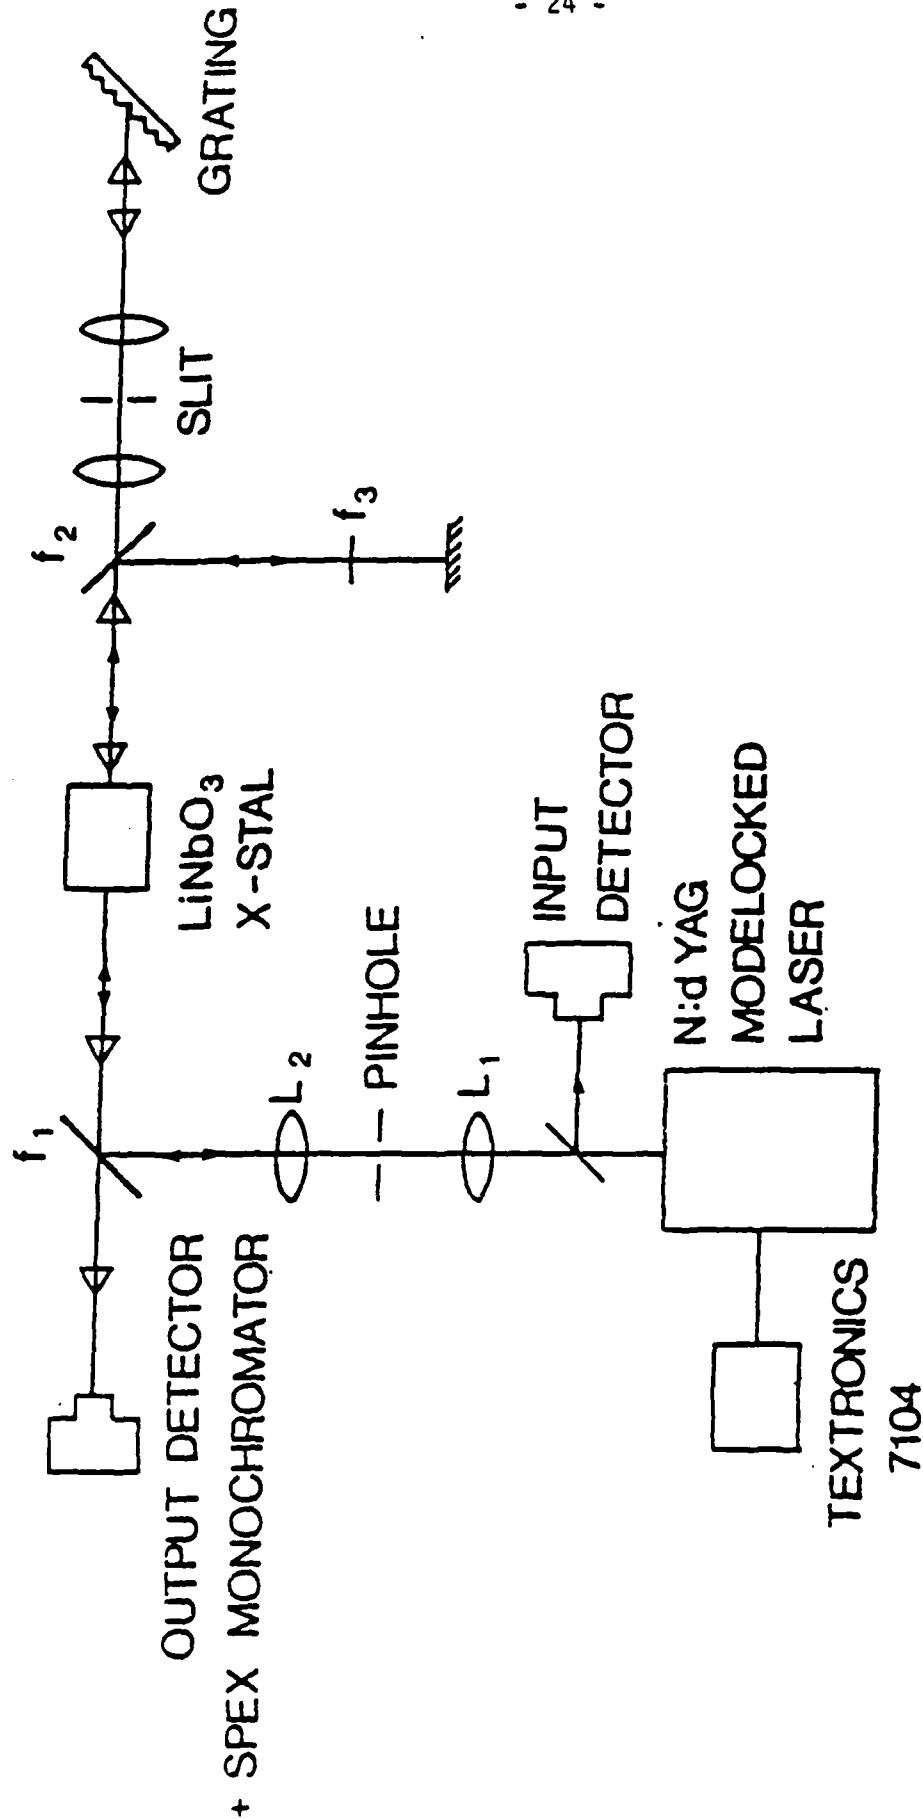 - 24 -
GRATING
SLIT
f2
f3
LiNbO3
X-STAL
INPUT
DETECTOR
N:d YAG
MODELOCKED
LASER
PINHOLE
L2
L1
f1
OUTPUT DETECTOR
+ SPEX MONOCHROMATOR
TEXTRONICS
7104